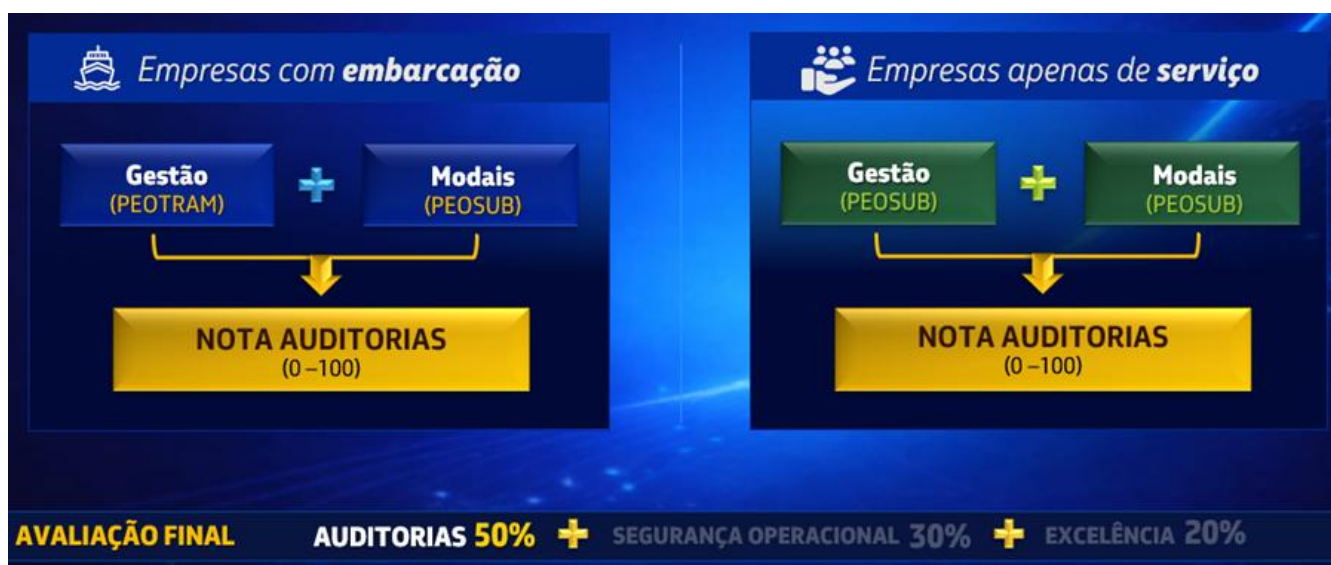 Empresas com embarcação
Gestão
(PEOTRAM)
Modais
(PEOSUB)
NOTA AUDITORIAS
(0 –100)
Empresas apenas de serviço
Gestão
(PEOSUB)
Modais
(PEOSUB)
NOTA AUDITORIAS
(0 –100)
AVALIAÇÃO FINAL AUDITORIAS 50% + SEGURANÇA OPERACIONAL 30% + EXCELÊNCIA 20%